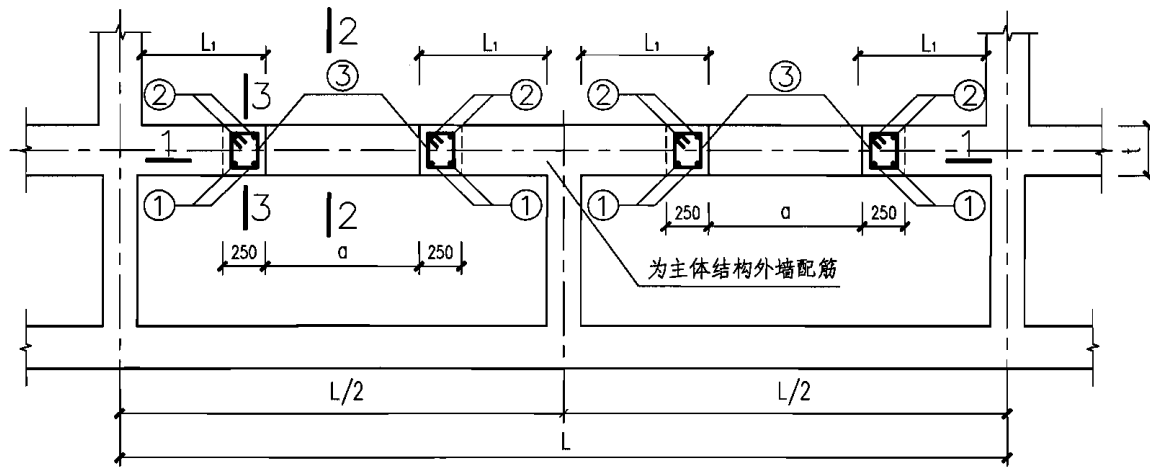 L₁ 2 L₁ L₁ L₁
② 3 ③ ② ② ③ ②
1 1 t
① 3 2 ① ① ①
250 a 250 250 a 250
为主体结构外墙配筋
L/2 L/2
L